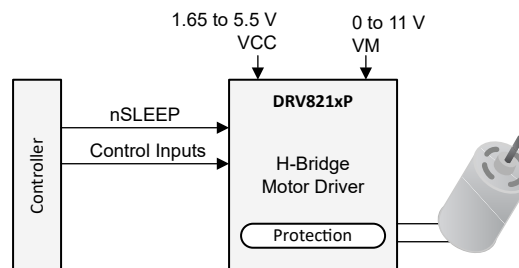 1.65 to 5.5 V
VCC
0 to 11 V
VM
DRV821xP
nSLEEP
Control Inputs
Controller
H-Bridge
Motor Driver
Protection